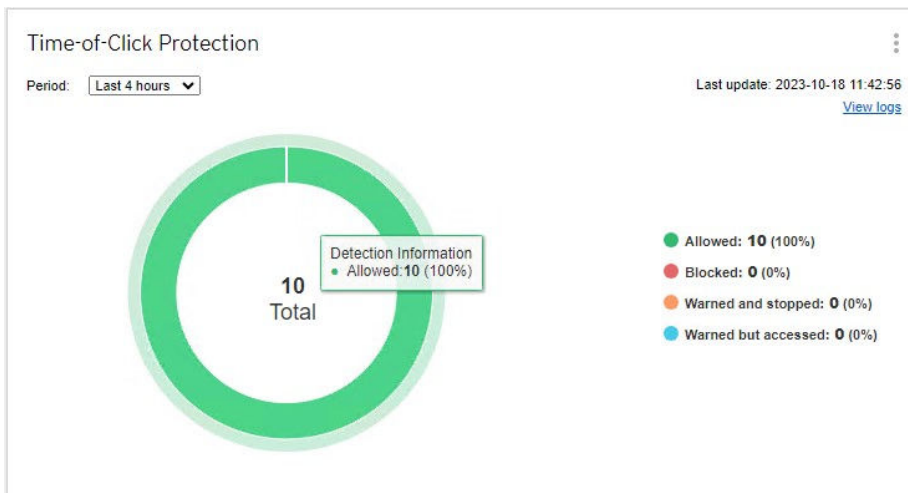 Time-of-Click Protection
Period: Last 4 hours
Last update: 2023-10-18 11:42:56
View logs
Detection Information
• Allowed:10 (100%)
10
Total
Allowed: 10 (100%)
Blocked: 0 (0%)
Warned and stopped: 0 (0%)
Warned but accessed: 0 (0%)